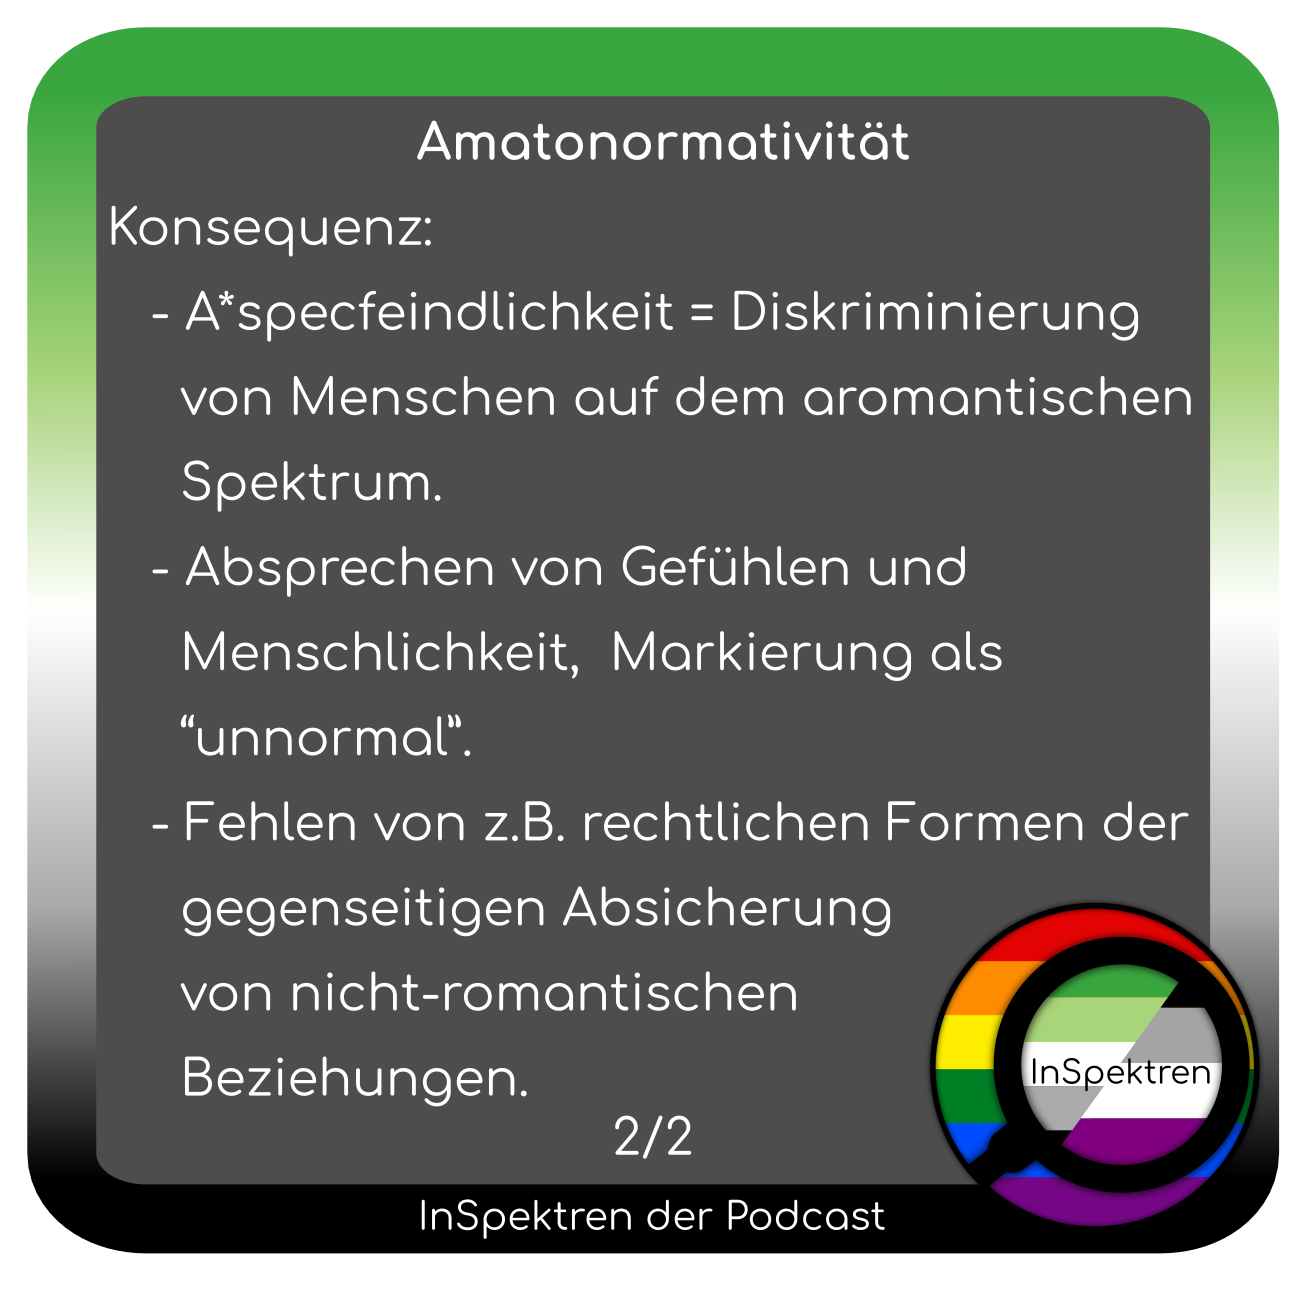 Amatonormativität
Konsequenz:
- A*specfeindlichkeit = Diskriminierung
von Menschen auf dem aromantischen
Spektrum.
- Absprechen von Gefühlen und
Menschlichkeit,  Markierung als
“unnormal”.
- Fehlen von z.B. rechtlichen Formen der
gegenseitigen Absicherung
von nicht-romantischen
Beziehungen.
2/2
InSpektren
InSpektren der Podcast